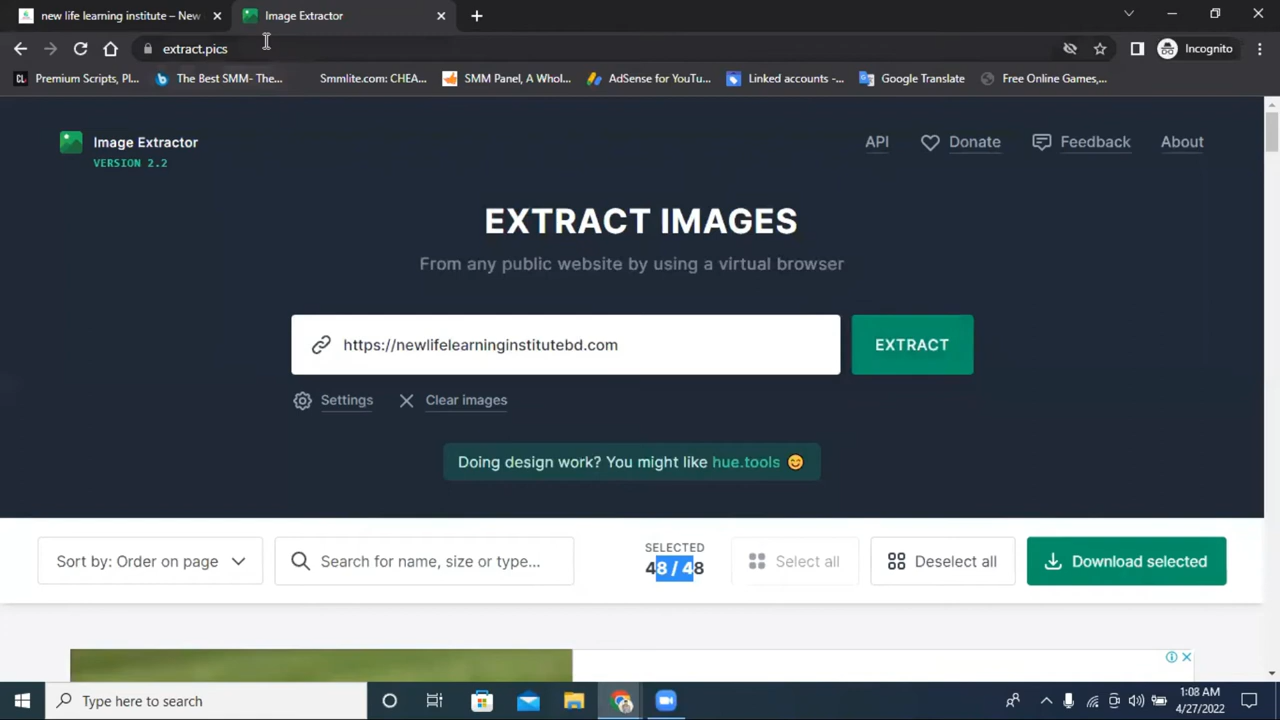 new life learning institute – New
Image Extractor
extract.pics
Incognito
Premium Scripts, Pl...
The Best SMM- The...
Smmlite.com: CHEA...
SMM Panel, A Whol...
AdSense for YouTu...
Linked accounts -...
Google Translate
Free Online Games,...
Image Extractor
VERSION 2.2
API
Donate
Feedback
About
EXTRACT IMAGES
From any public website by using a virtual browser
https://newlifelearninginstitutebd.com
EXTRACT
Settings
Clear images
Doing design work? You might like hue.tools 😊
Sort by: Order on page
Search for name, size or type...
SELECTED
48 / 48
Select all
Deselect all
Download selected
Type here to search
1:08 AM
4/27/2022